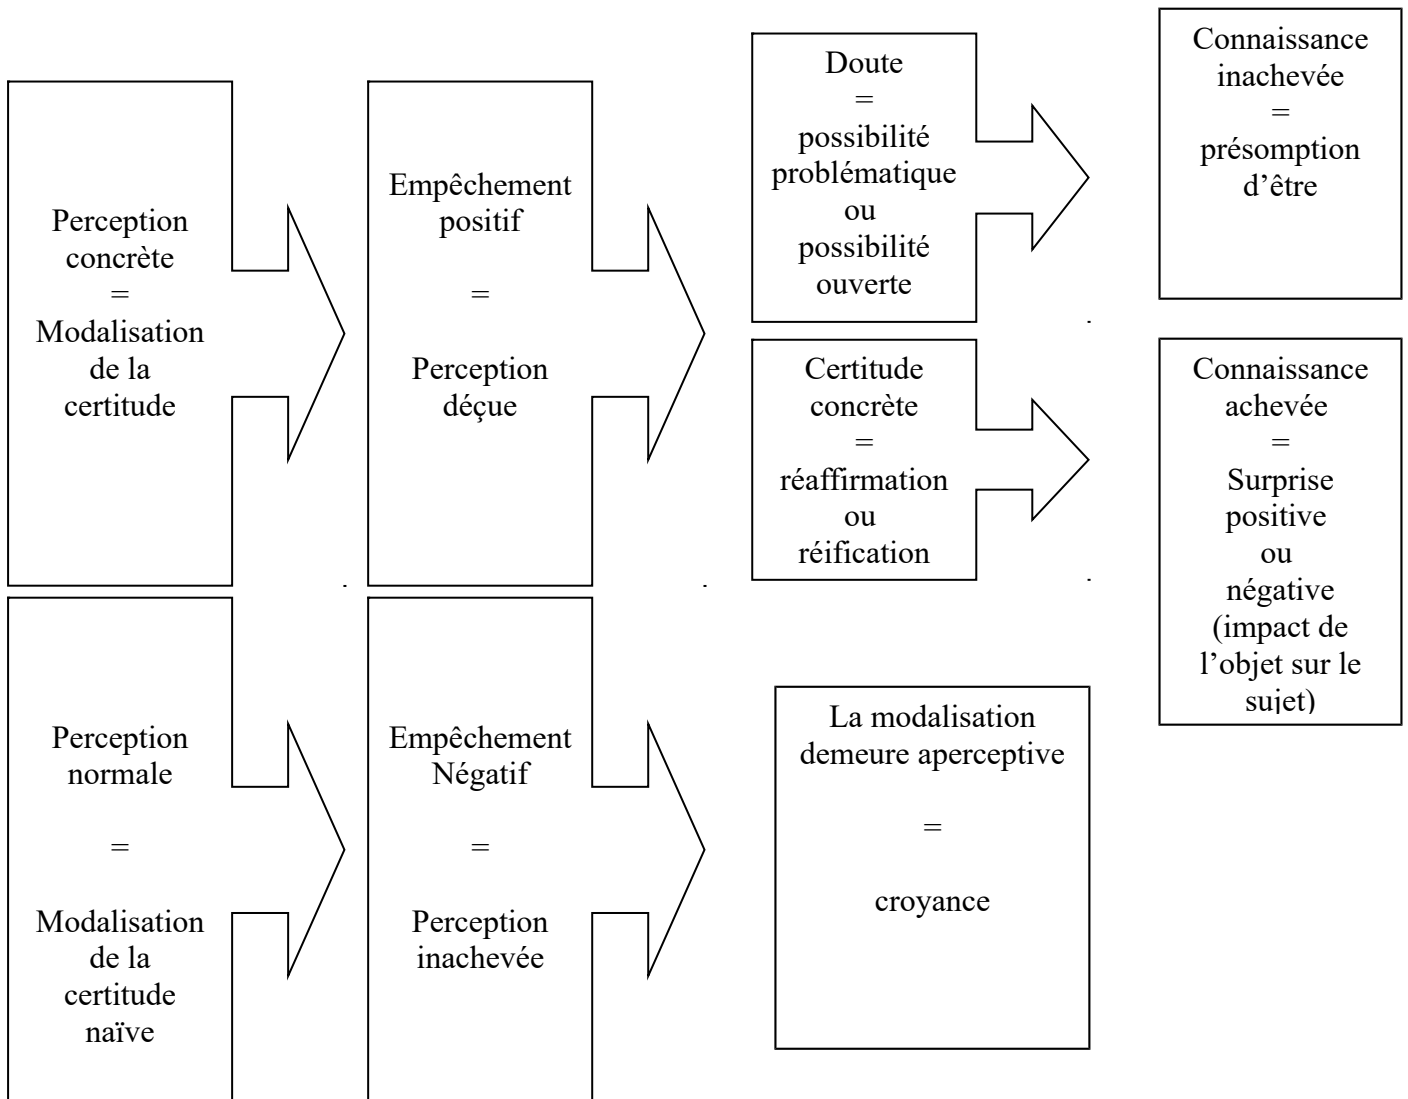 Perception
concrète
=
Modalisation
de la
certitude
Empêchement
positif
=
Perception
déçue
Doute
=
possibilité
problématique
ou
possibilité
ouverte
Connaissance
inachevée
=
présomption
d’être
Certitude
concrète
=
réaffirmation
ou
réification
Connaissance
achevée
=
Surprise
positive
ou
négative
(impact de
l’objet sur le
sujet)
Perception
normale
=
Modalisation
de la
certitude
naïve
Empêchement
Négatif
=
Perception
inachevée
La modalisation
demeure aperceptive
=
croyance